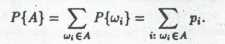 P{A} = ∑_{ω_i∈A} P{ω_i} = ∑_{i: ω_i∈A} p_i.